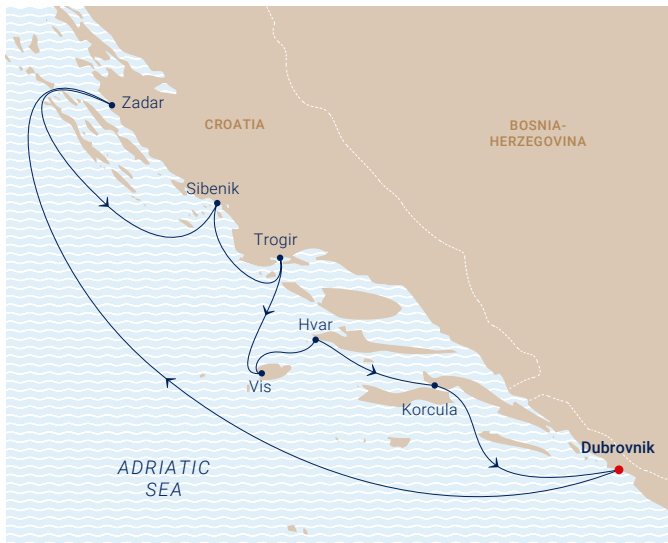 Zadar
CROATIA
BOSNIA-
HERZEGOVINA
Sibenik
Trogir
Hvar
Vis
Korcula
Dubrovnik
ADRIATIC
SEA